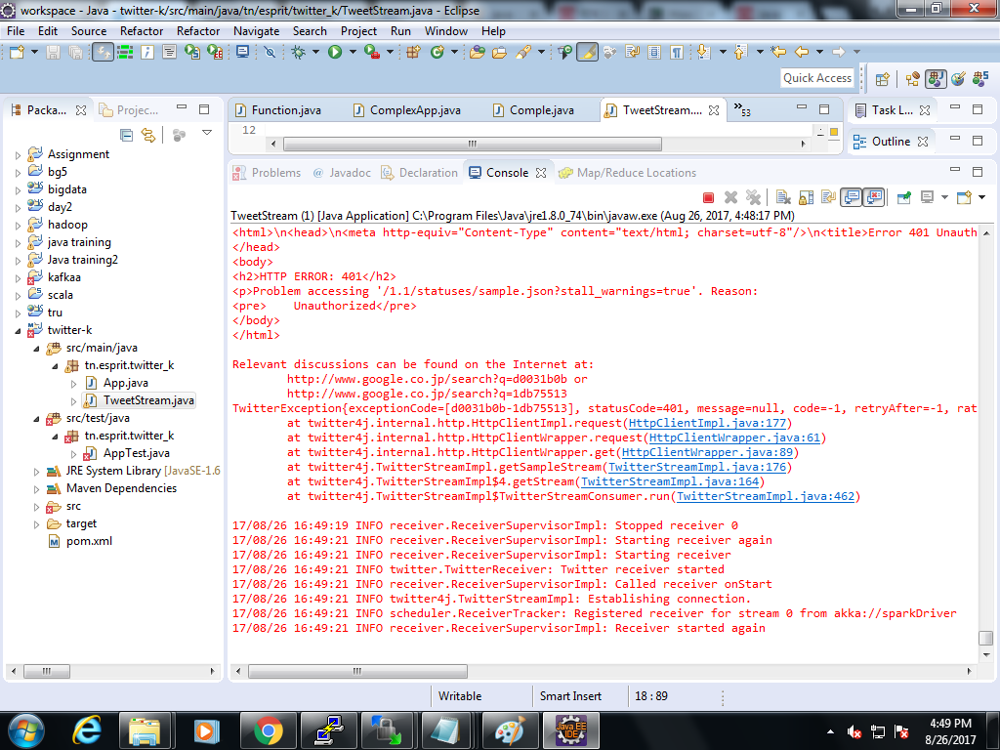 workspace - Java - twitter-k/src/main/java/tn/esprit/twitter_k/TweetStream.java - Eclipse
File Edit Source Refactor Refactor Navigate Search Project Run Window Help
Quick Access
Packa... Projec...
Function.java ComplexApp.java Comple.java TweetStream.... »53
Task L...
12
Outline
Assignment
bg5
bigdata
day2
hadoop
java training
Java training2
kafkaa
scala
tru
twitter-k
src/main/java
tn.esprit.twitter_k
App.java
TweetStream.java
src/test/java
tn.esprit.twitter_k
AppTest.java
JRE System Library [JavaSE-1.6
Maven Dependencies
src
target
pom.xml
Problems @ Javadoc Declaration Console Map/Reduce Locations
TweetStream (1) [Java Application] C:\Program Files\Java\jre1.8.0_74\bin\javaw.exe (Aug 26, 2017, 4:48:17 PM)
<html>\n<head>\n<meta http-equiv="Content-Type" content="text/html; charset=utf-8"/>\n<title>Error 401 Unauth
</head>
<body>
<h2>HTTP ERROR: 401</h2>
<p>Problem accessing '/1.1/statuses/sample.json?stall_warnings=true'. Reason:
<pre>    Unauthorized</pre>
</body>
</html>
Relevant discussions can be found on the Internet at:
http://www.google.co.jp/search?q=d0031b0b or
http://www.google.co.jp/search?q=1db75513
TwitterException{exceptionCode=[d0031b0b-1db75513], statusCode=401, message=null, code=-1, retryAfter=-1, rat
at twitter4j.internal.http.HttpClientImpl.request(HttpClientImpl.java:177)
at twitter4j.internal.http.HttpClientWrapper.request(HttpClientWrapper.java:61)
at twitter4j.internal.http.HttpClientWrapper.get(HttpClientWrapper.java:89)
at twitter4j.TwitterStreamImpl.getSampleStream(TwitterStreamImpl.java:176)
at twitter4j.TwitterStreamImpl$4.getStream(TwitterStreamImpl.java:164)
at twitter4j.TwitterStreamImpl$TwitterStreamConsumer.run(TwitterStreamImpl.java:462)
17/08/26 16:49:19 INFO receiver.ReceiverSupervisorImpl: Stopped receiver 0
17/08/26 16:49:21 INFO receiver.ReceiverSupervisorImpl: Starting receiver again
17/08/26 16:49:21 INFO receiver.ReceiverSupervisorImpl: Starting receiver
17/08/26 16:49:21 INFO twitter.TwitterReceiver: Twitter receiver started
17/08/26 16:49:21 INFO receiver.ReceiverSupervisorImpl: Called receiver onStart
17/08/26 16:49:21 INFO twitter4j.TwitterStreamImpl: Establishing connection.
17/08/26 16:49:21 INFO scheduler.ReceiverTracker: Registered receiver for stream 0 from akka://sparkDriver
17/08/26 16:49:21 INFO receiver.ReceiverSupervisorImpl: Receiver started again
Writable Smart Insert 18 : 89
Java EE
IDE
4:49 PM
8/26/2017